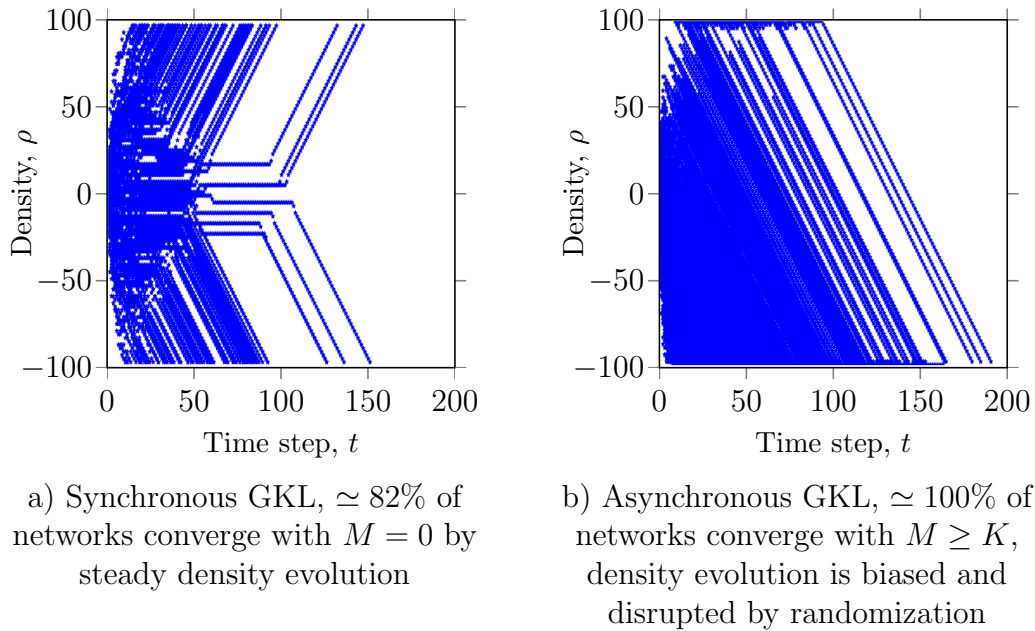 100
50
0
−50
−100
0
50
100
150
200
Density, ρ
Time step, t
100
50
0
−50
−100
0
50
100
150
200
Density, ρ
Time step, t
a) Synchronous GKL, ≃ 82% of
networks converge with M = 0 by
steady density evolution
b) Asynchronous GKL, ≃ 100% of
networks converge with M ≥ K,
density evolution is biased and
disrupted by randomization